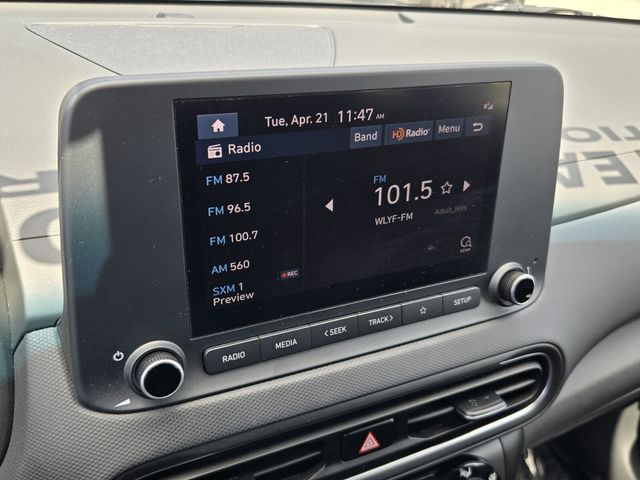 Tue, Apr. 21 11:47 AM
Radio
Band HD Radio Menu
FM 87.5
FM 96.5
FM 100.7
AM 560
SXM 1
Preview
REC
FM
101.5
WLYF-FM Adult_Hits
SCAN
RADIO MEDIA < SEEK TRACK > SETUP